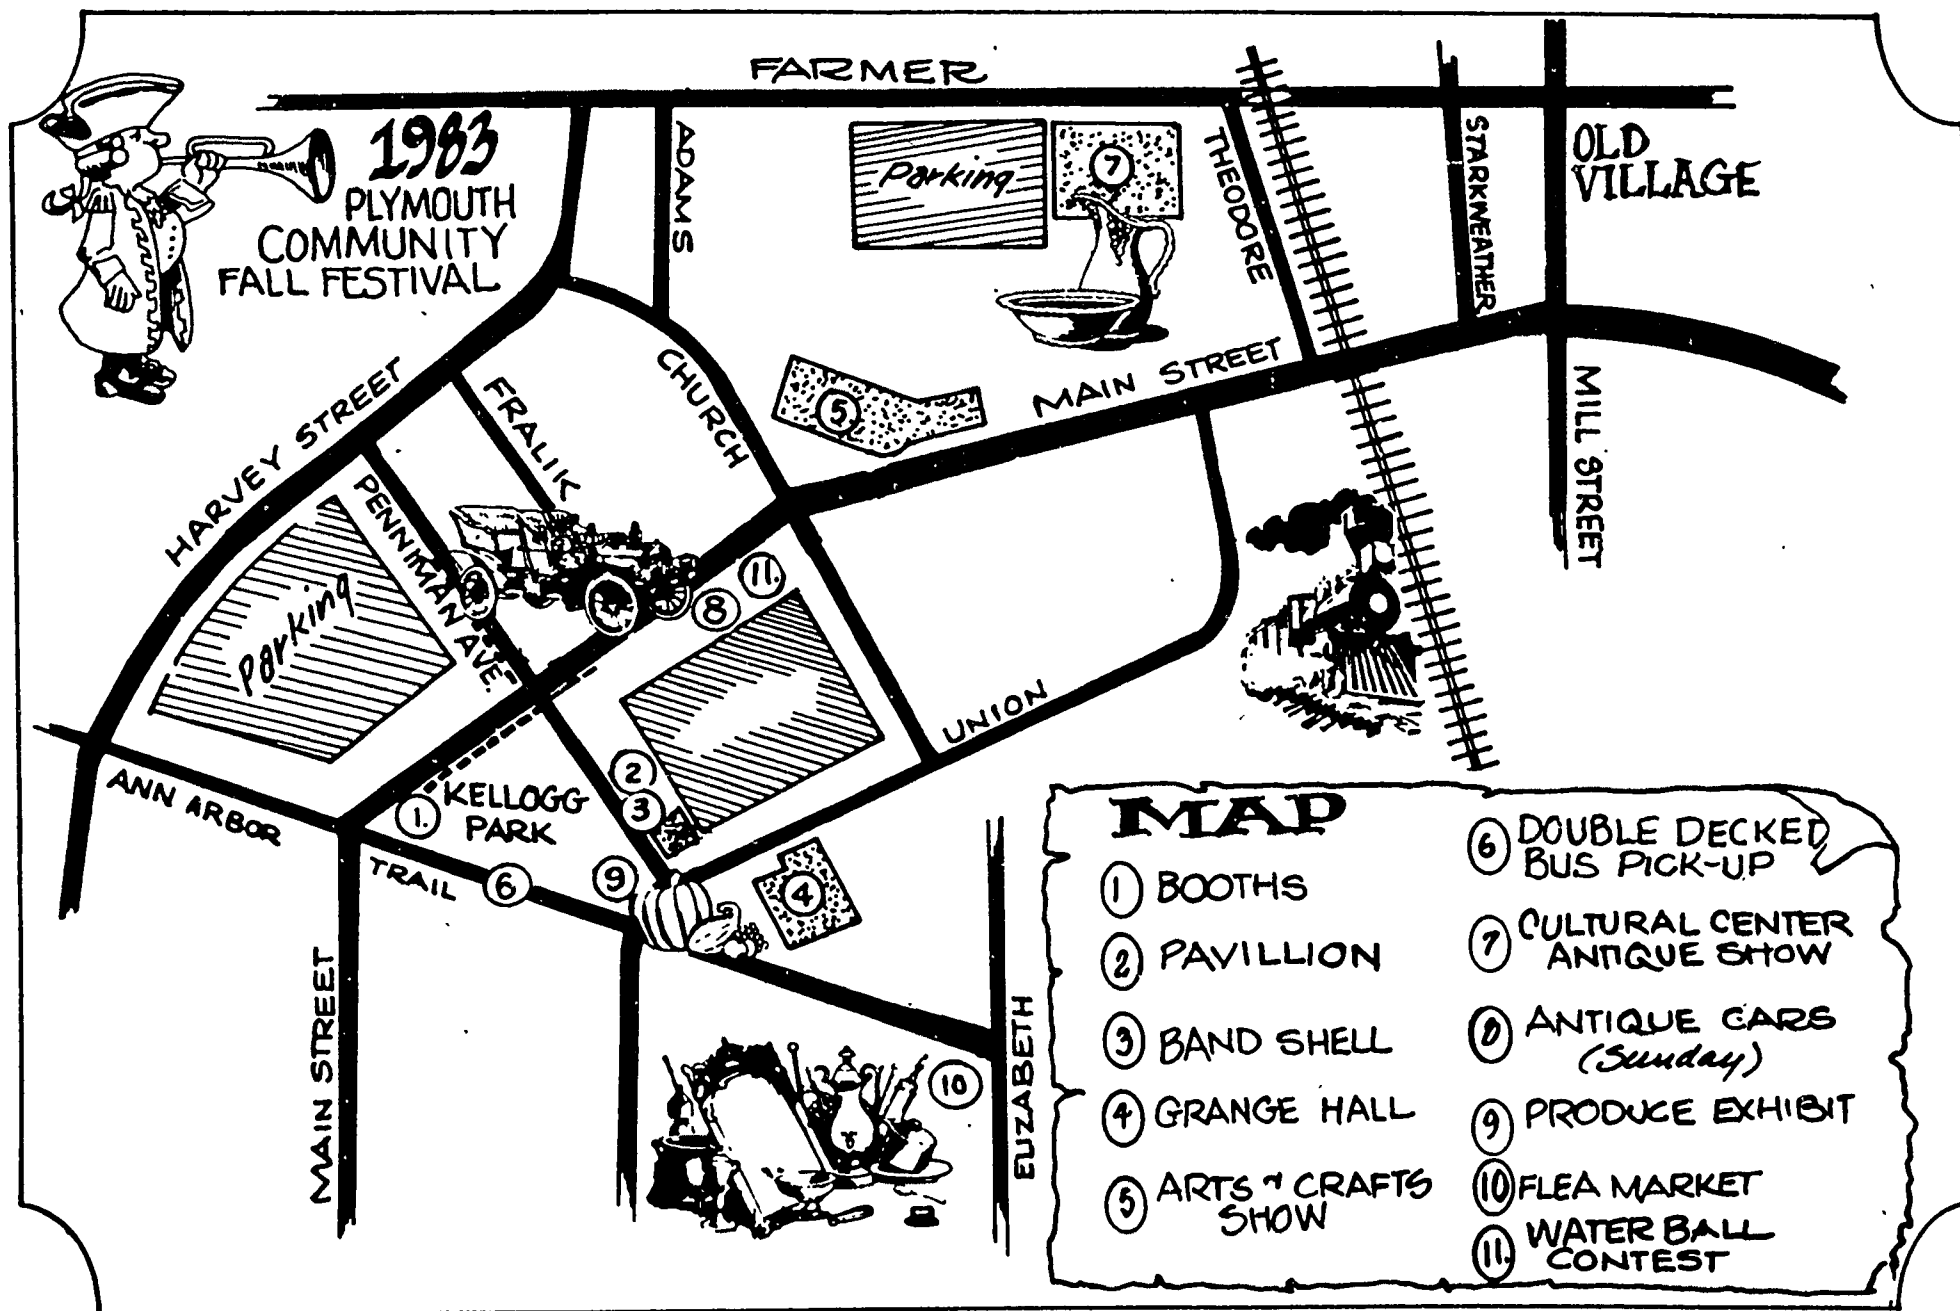 FARMER
1983
PLYMOUTH
COMMUNITY
FALL FESTIVAL
ADAMS
Parking
7
THEODORE
STARKWEATHER
OLD
VILLAGE
HARVEY STREET
FRALIK
CHURCH
5
MAIN STREET
MILL STREET
PENNIMAN AVE.
Parking
11.
8
UNION
ANN ARBOR
TRAIL
1.
KELLOGG
PARK
2
3
6
9
4
MAIN STREET
10
ELIZABETH
MAP
1 BOOTHS
2 PAVILLION
3 BAND SHELL
4 GRANGE HALL
5 ARTS & CRAFTS
SHOW
6 DOUBLE DECKED
BUS PICK-UP
7 CULTURAL CENTER
ANTIQUE SHOW
8 ANTIQUE CARS
(Sunday)
9 PRODUCE EXHIBIT
10 FLEA MARKET
11. WATER BALL
CONTEST